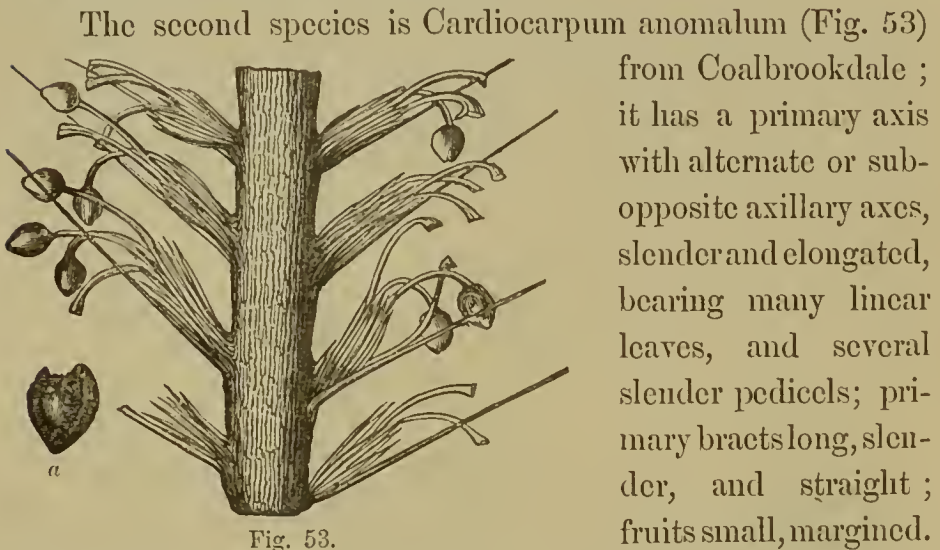 The second species is Cardiocarpum anomalum (Fig. 53)
from Coalbrookdale ;
it has a primary axis
with alternate or sub-
opposite axillary axes,
slender and elongated,
bearing many linear
leaves, and several
slender pedicels; pri-
mary bracts long, slen-
der, and straight ;
fruits small, margined.
a
Fig. 53.